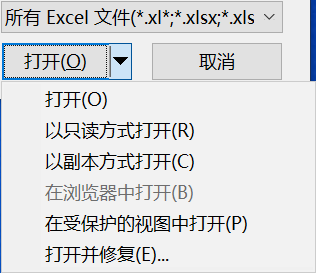 所有 Excel 文件(*.xl*;*.xlsx;*.xls
打开(O) 取消
打开(O)
以只读方式打开(R)
以副本方式打开(C)
在浏览器中打开(B)
在受保护的视图中打开(P)
打开并修复(E)...